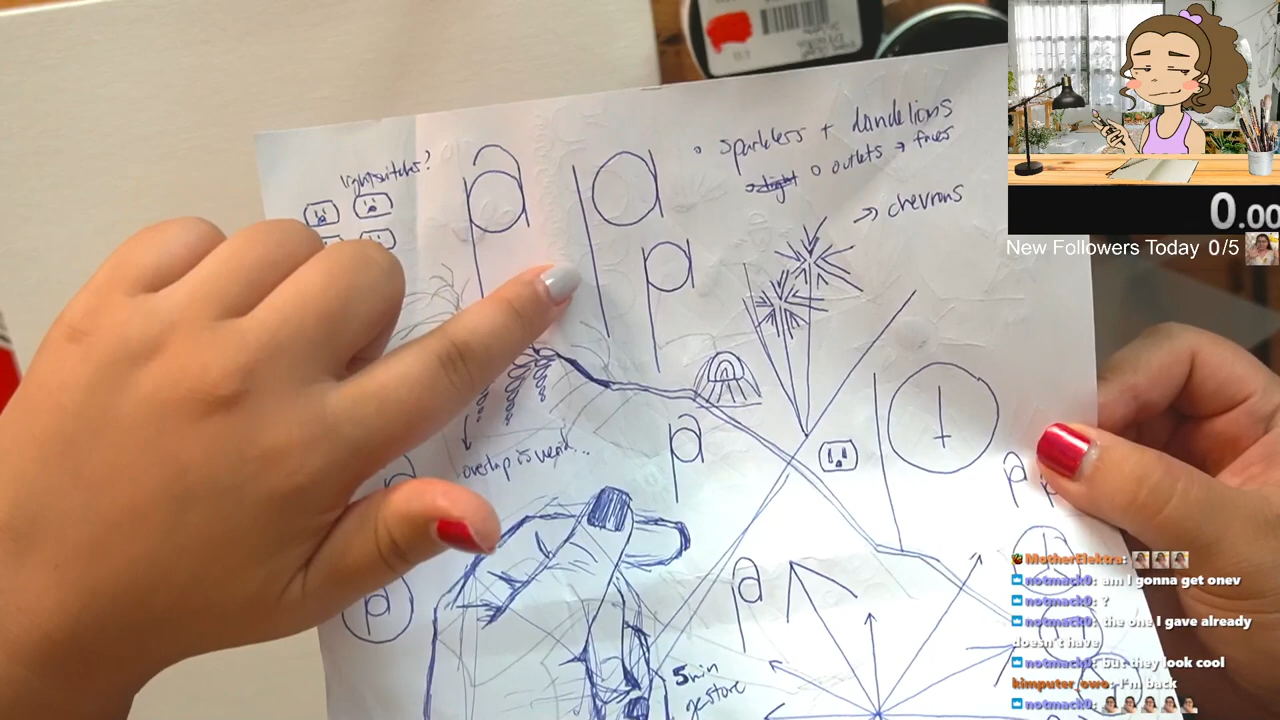 lightswitches?
• sparklers + dandelions
light o outlets → faces
→ chevrons
overlap is weird...
5min
gesture
0.00
New Followers Today 0/5
MotherElektra:
notmack0: am I gonna get onev
notmack0: ?
notmack0: the one I gave already
doesn't have
notmack0: but they look cool
kimputer_owo: I'm back
notmack0: